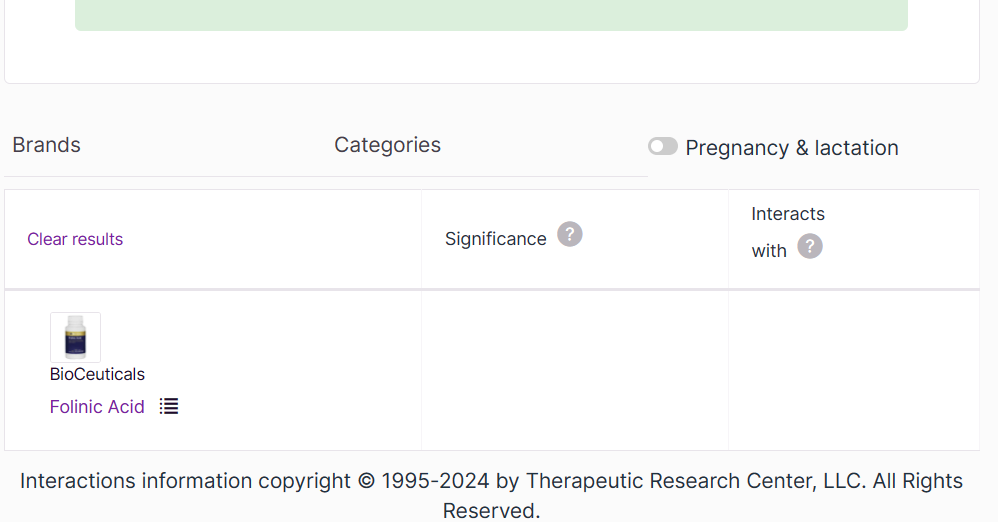 Brands
Categories
Pregnancy & lactation
Clear results
Significance ?
Interacts
with ?
BioCeuticals
Folinic Acid
Interactions information copyright © 1995-2024 by Therapeutic Research Center, LLC. All Rights
Reserved.